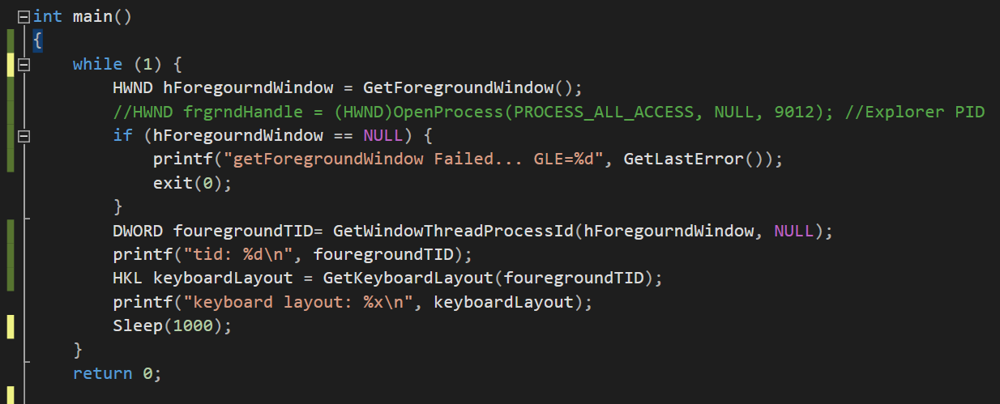 int main()
{
while (1) {
HWND hForegourndWindow = GetForegroundWindow();
//HWND frgrndHandle = (HWND)OpenProcess(PROCESS_ALL_ACCESS, NULL, 9012); //Explorer PID
if (hForegourndWindow == NULL) {
printf("getForegroundWindow Failed... GLE=%d", GetLastError());
exit(0);
}
DWORD fouregroundTID= GetWindowThreadProcessId(hForegourndWindow, NULL);
printf("tid: %d\n", fouregroundTID);
HKL keyboardLayout = GetKeyboardLayout(fouregroundTID);
printf("keyboard layout: %x\n", keyboardLayout);
Sleep(1000);
}
return 0;